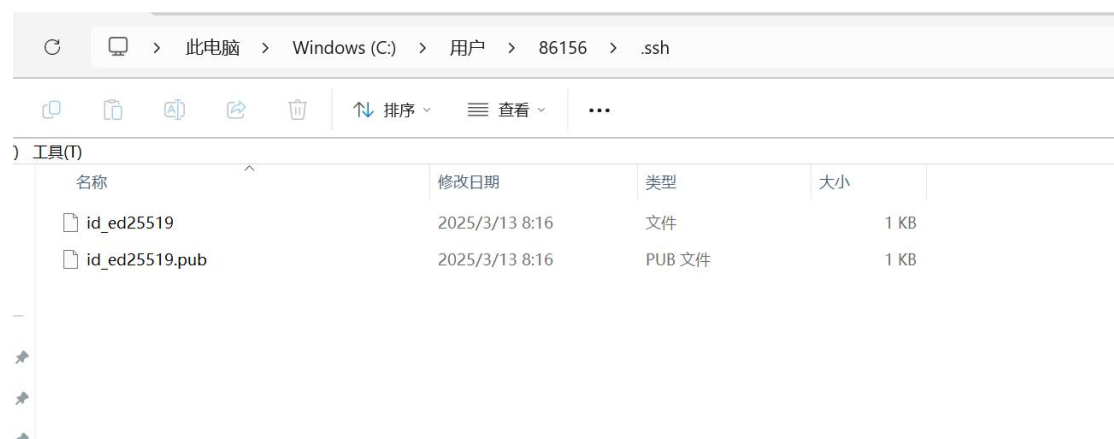 此电脑 > Windows (C:) > 用户 > 86156 > .ssh
排序 查看 •••
) 工具(T)
名称 修改日期 类型 大小
id_ed25519 2025/3/13 8:16 文件 1 KB
id_ed25519.pub 2025/3/13 8:16 PUB 文件 1 KB